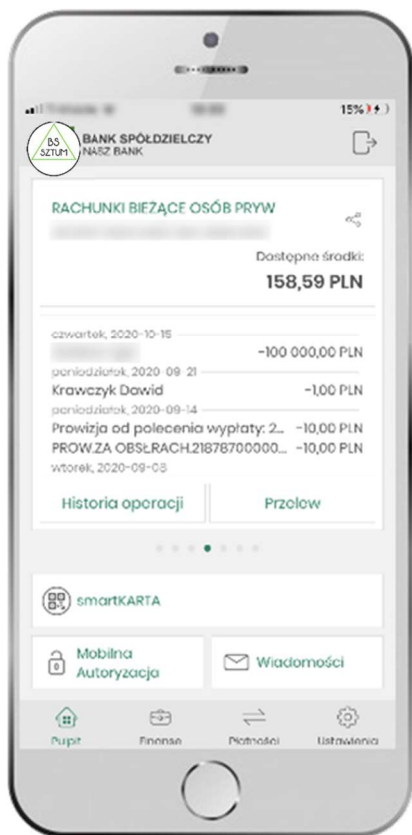 15%
BS
SZTUM
BANK SPÓŁDZIELCZY
NASZ BANK
RACHUNKI BIEŻĄCE OSÓB PRYW
Dostępne środki:
158,59 PLN
czwartek, 2020-10-15
-100 000,00 PLN
poniedziałek, 2020-09-21
Krawczyk Dawid -1,00 PLN
poniedziałek, 2020-09-14
Prowizja od polecenia wypłaty: 2... -10,00 PLN
PROW.ZA OBSŁ.RACH.21878700000... -10,00 PLN
wtorek, 2020-09-08
Historia operacji Przelew
smartKARTA
Mobilna
Autoryzacja
Wiadomości
Pulpit Finanse Płatności Ustawienia